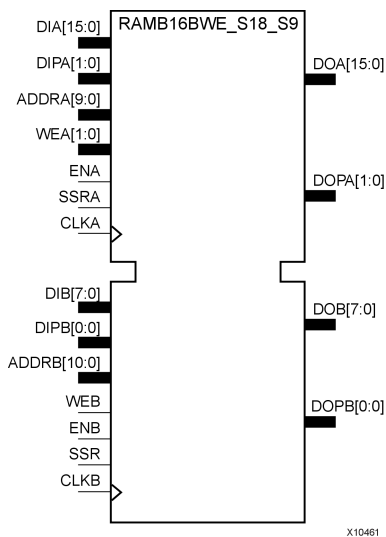 RAMB16BWE_S18_S9
DIA[15:0]
DIPA[1:0]
ADDRA[9:0]
WEA[1:0]
ENA
SSRA
CLKA
DOA[15:0]
DOPA[1:0]
DIB[7:0]
DIPB[0:0]
ADDRB[10:0]
WEB
ENB
SSR
CLKB
DOB[7:0]
DOPB[0:0]
X10461